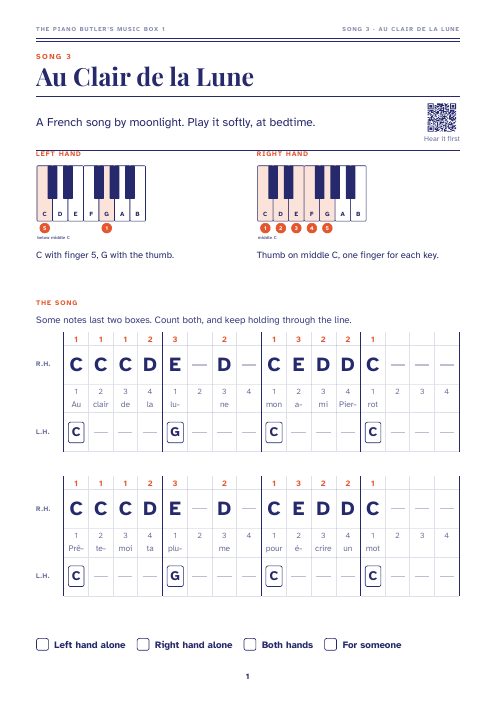 THE PIANO BUTLER'S MUSIC BOX 1 SONG 3 · AU CLAIR DE LA LUNE
SONG 3
Au Clair de la Lune
A French song by moonlight. Play it softly, at bedtime.
Hear it first
LEFT HAND RIGHT HAND
C D E F G A B C D E F G A B
5 1 1 2 3 4 5
below middle C middle C
C with finger 5, G with the thumb. Thumb on middle C, one finger for each key.
THE SONG
Some notes last two boxes. Count both, and keep holding through the line.
1 1 1 2 3 2 1 3 2 2 1
R.H. C C C D E — D — C E D D C — — —
1 2 3 4 1 2 3 4 1 2 3 4 1 2 3 4
Au clair de la lu- ne mon a- mi Pier- rot
L.H. C — — — G — — — C — — — C — — —
1 1 1 2 3 2 1 3 2 2 1
R.H. C C C D E — D — C E D D C — — —
1 2 3 4 1 2 3 4 1 2 3 4 1 2 3 4
Prê- te- moi ta plu- me pour é- crire un mot
L.H. C — — — G — — — C — — — C — — —
Left hand alone Right hand alone Both hands For someone
1